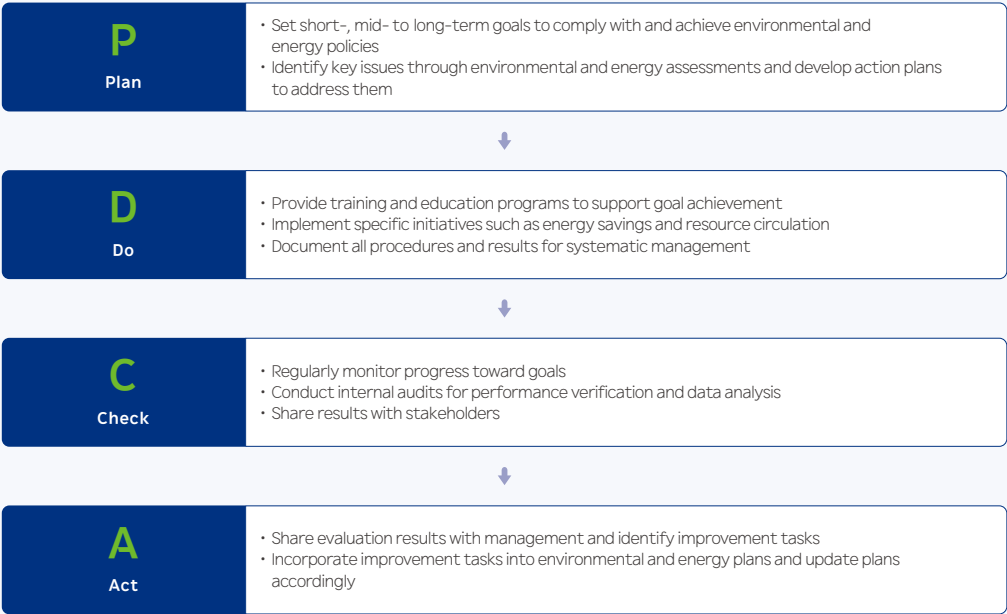 P
Plan
• Set short-, mid- to long-term goals to comply with and achieve environmental and
energy policies
• Identify key issues through environmental and energy assessments and develop action plans
to address them
D
Do
• Provide training and education programs to support goal achievement
• Implement specific initiatives such as energy savings and resource circulation
• Document all procedures and results for systematic management
C
Check
• Regularly monitor progress toward goals
• Conduct internal audits for performance verification and data analysis
• Share results with stakeholders
A
Act
• Share evaluation results with management and identify improvement tasks
• Incorporate improvement tasks into environmental and energy plans and update plans
accordingly